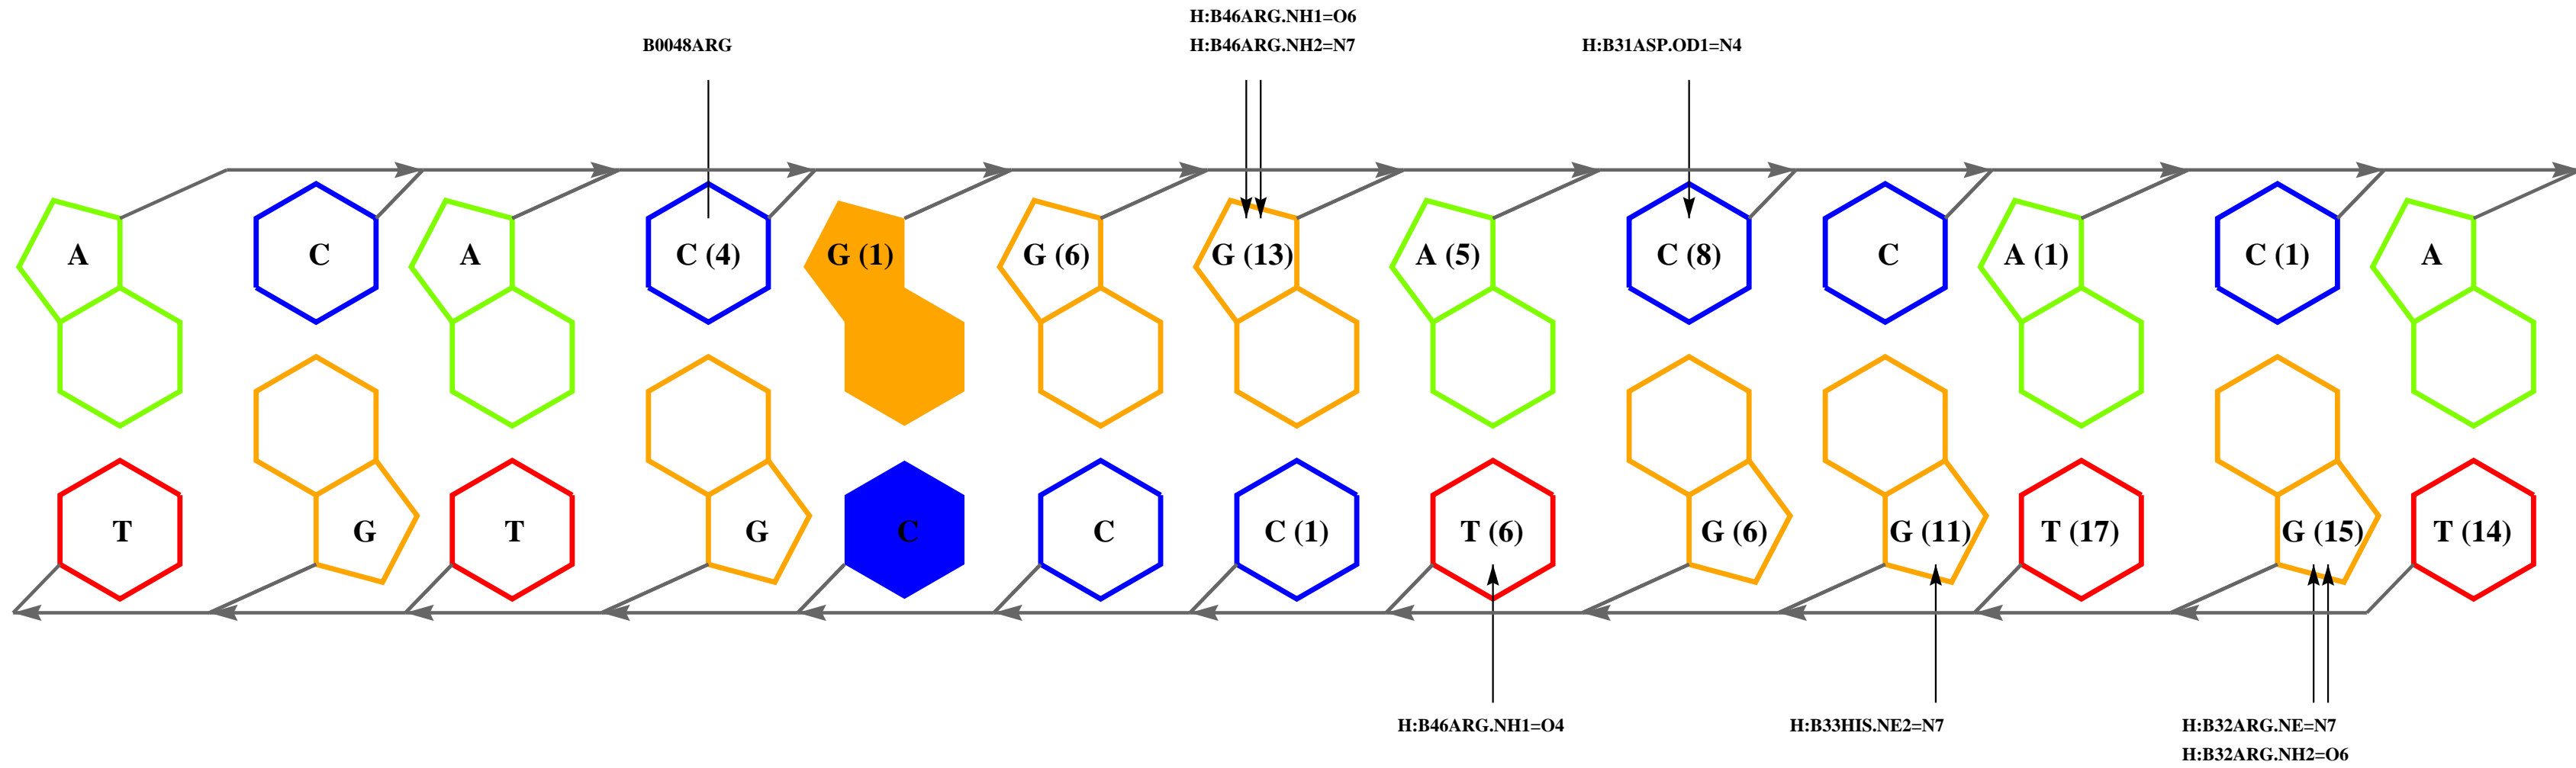 H:B46ARG.NH1=O6
B0048ARG H:B46ARG.NH2=N7 H:B31ASP.OD1=N4
A C A C (4) G (1) G (6) G (13) A (5) C (8) C A (1) C (1) A
T G T G C C C (1) T (6) G (6) G (11) T (17) G (15) T (14)
H:B46ARG.NH1=O4 H:B33HIS.NE2=N7 H:B32ARG.NE=N7
H:B32ARG.NH2=O6